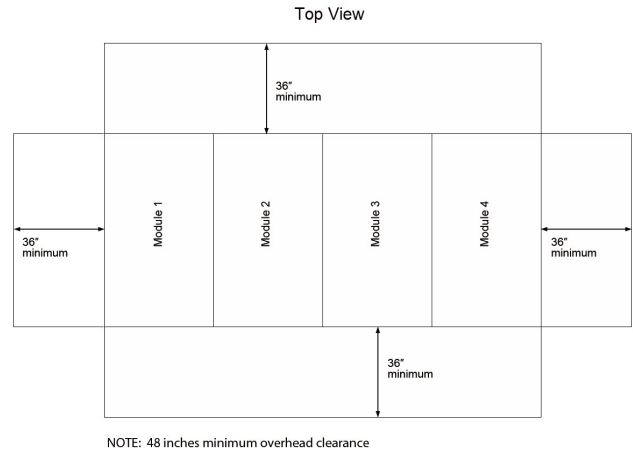 Top View
36″
minimum
Module 1
Module 2
Module 3
Module 4
36″
minimum
36″
minimum
36″
minimum
NOTE:  48 inches minimum overhead clearance